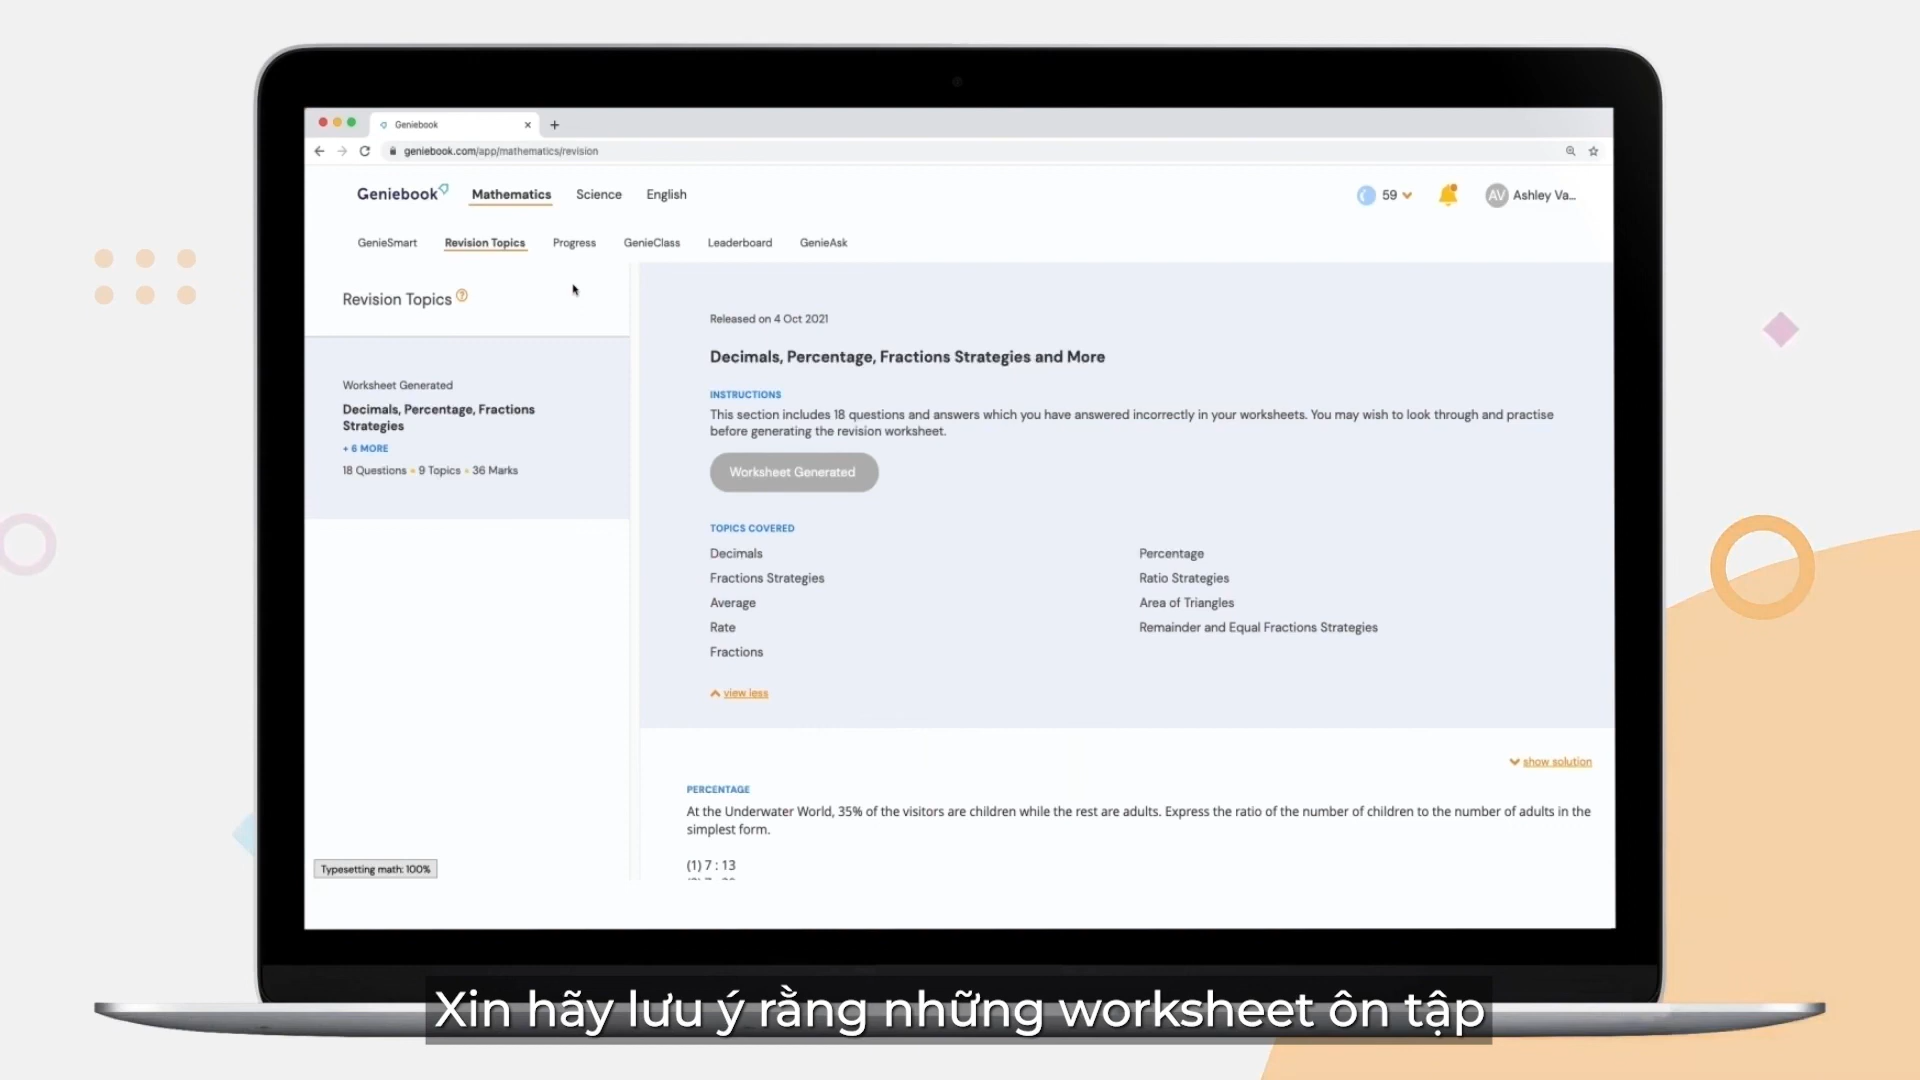 Geniebook
geniebook.com/app/mathematics/revision
Geniebook Mathematics Science English
59
AV Ashley Va...
GenieSmart Revision Topics Progress GenieClass Leaderboard GenieAsk
Revision Topics
Worksheet Generated
Decimals, Percentage, Fractions
Strategies
+ 6 MORE
18 Questions • 9 Topics • 36 Marks
Released on 4 Oct 2021
Decimals, Percentage, Fractions Strategies and More
INSTRUCTIONS
This section includes 18 questions and answers which you have answered incorrectly in your worksheets. You may wish to look through and practise
before generating the revision worksheet.
Worksheet Generated
TOPICS COVERED
Decimals
Percentage
Fractions Strategies
Ratio Strategies
Average
Area of Triangles
Rate
Remainder and Equal Fractions Strategies
Fractions
view less
show solution
PERCENTAGE
At the Underwater World, 35% of the visitors are children while the rest are adults. Express the ratio of the number of children to the number of adults in the
simplest form.
(1) 7 : 13
Typesetting math: 100%
Xin hãy lưu ý rằng những worksheet ôn tập